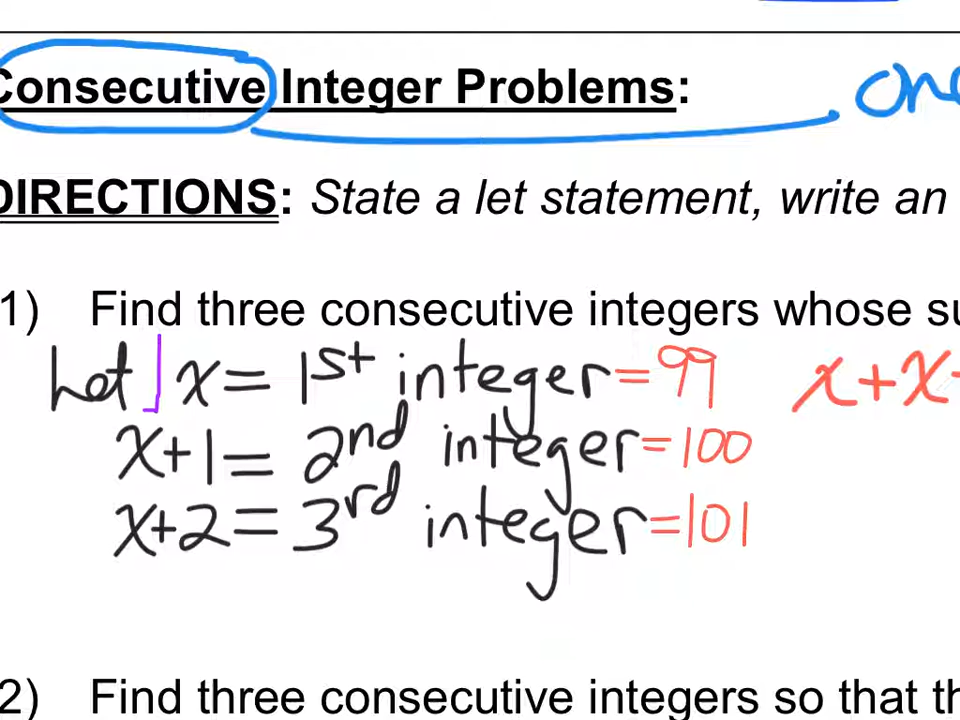 Consecutive Integer Problems: one
DIRECTIONS: State a let statement, write an
1) Find three consecutive integers whose su
Let x = 1st integer = 99 x + x +
x+1 = 2nd integer = 100
x+2 = 3rd integer = 101
2) Find three consecutive integers so that th